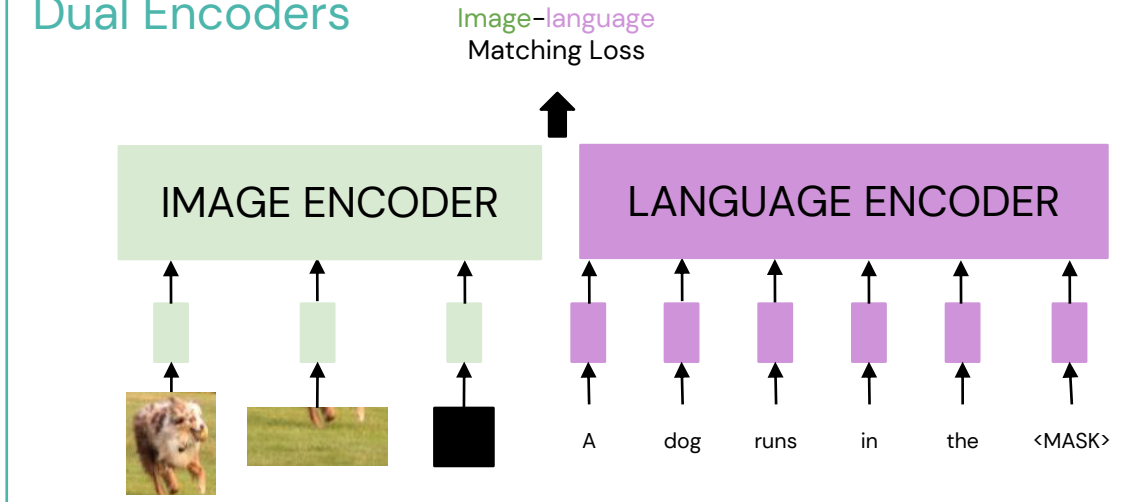 Dual Encoders
Image-language
Matching Loss
IMAGE ENCODER
LANGUAGE ENCODER
A dog runs in the <MASK>